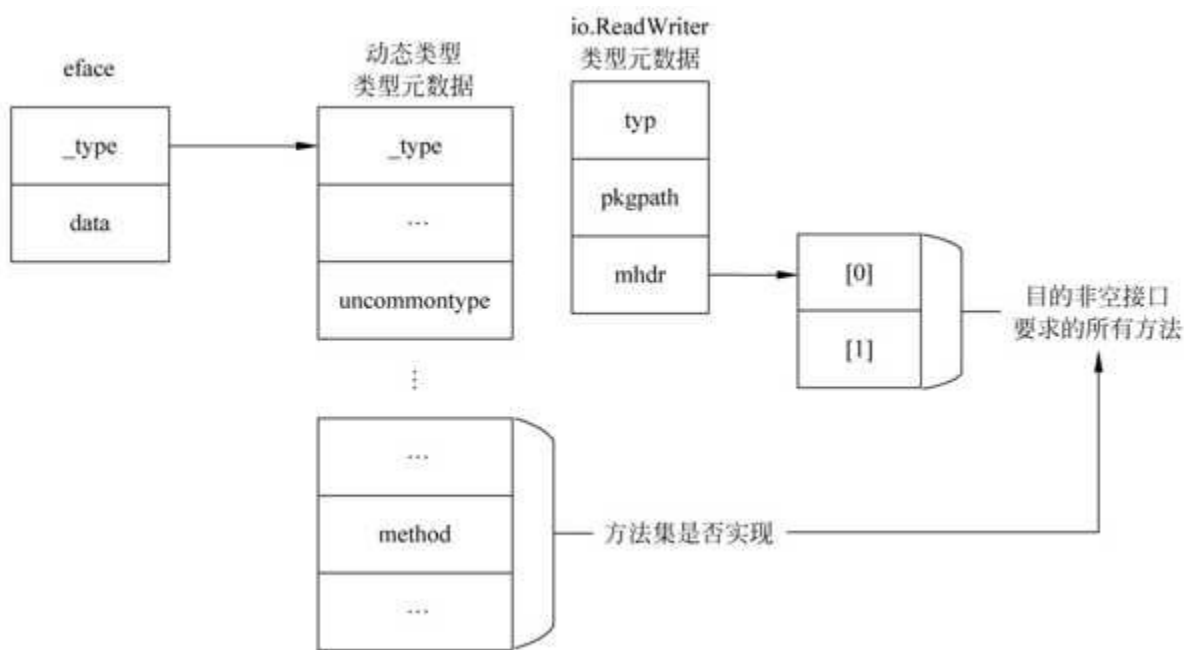 eface
_type
data
动态类型
类型元数据
_type
…
uncommontype
⋮
…
method
…
io.ReadWriter
类型元数据
typ
pkgpath
mhdr
[0]
[1]
目的非空接口
要求的所有方法
方法集是否实现